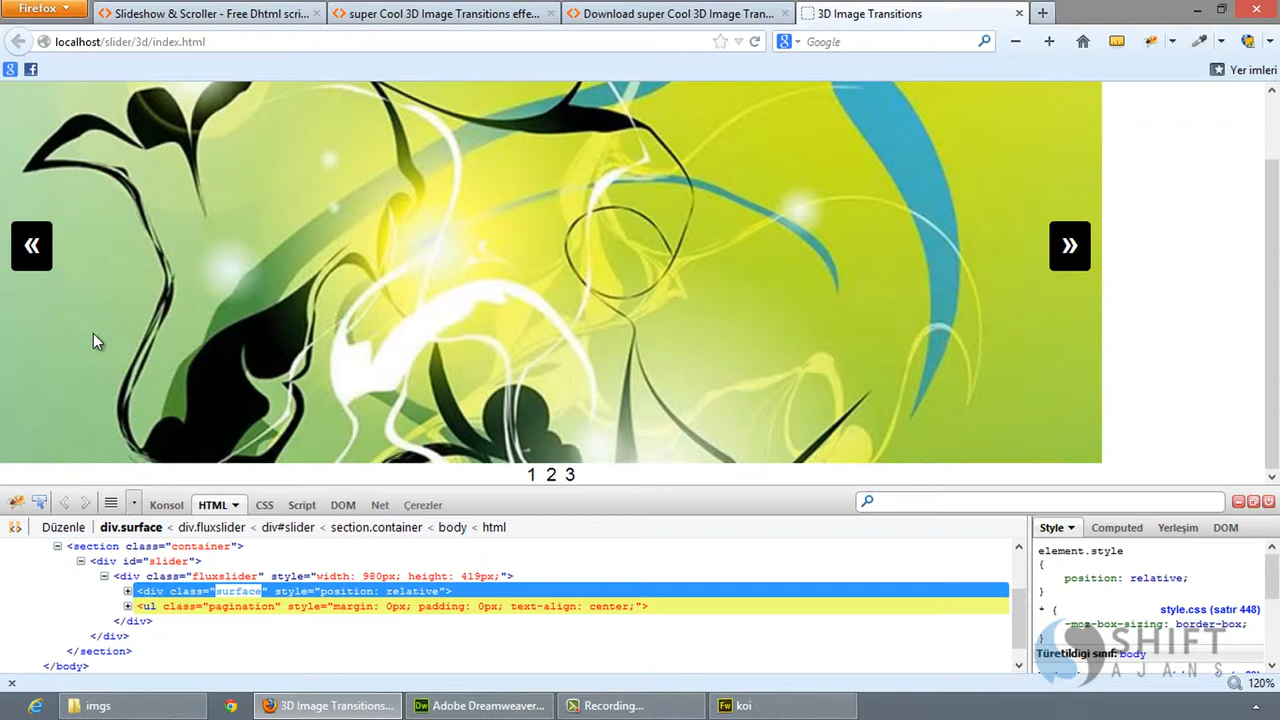 Firefox
Slideshow & Scroller - Free Dhtml scri...
super Cool 3D Image Transitions effe...
Download super Cool 3D Image Tran...
3D Image Transitions
localhost/slider/3d/index.html
Google
Yer imleri
«
»
1 2 3
Konsol HTML CSS Script DOM Net Çerezler
Düzenle div.surface < div.fluxslider < div#slider < section.container < body < html
Style Computed Yerleşim DOM
<section class="container">
<div id="slider">
<div class="fluxslider" style="width: 980px; height: 419px;">
<div class="surface" style="position: relative">
<ul class="pagination" style="margin: 0px; padding: 0px; text-align: center;">
</div>
</div>
</section>
</body>
element.style
{
position: relative;
}
* { style.css (satır 448)
-moz-box-sizing: border-box;
}
Türetildigi sınıf: body
SHIFT
AJANS
120%
imgs
3D Image Transitions...
Adobe Dreamweaver...
Recording...
koi